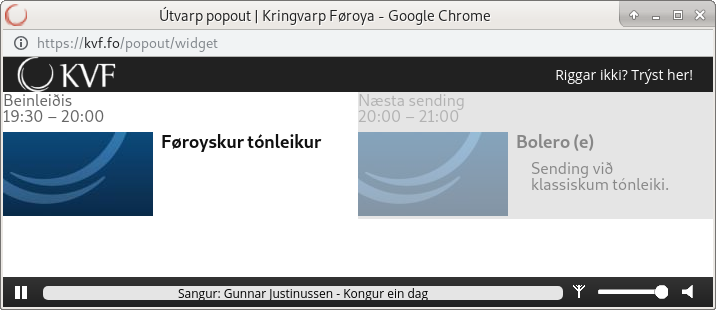 Útvarp popout | Kringvarp Føroya - Google Chrome
https://kvf.fo/popout/widget
KVF
Riggar ikki? Trýst her!
Beinleiðis
19:30 – 20:00
Føroyskur tónleikur
Næsta sending
20:00 – 21:00
Bolero (e)
Sending við
klassiskum tónleiki.
Sangur: Gunnar Justinussen - Kongur ein dag